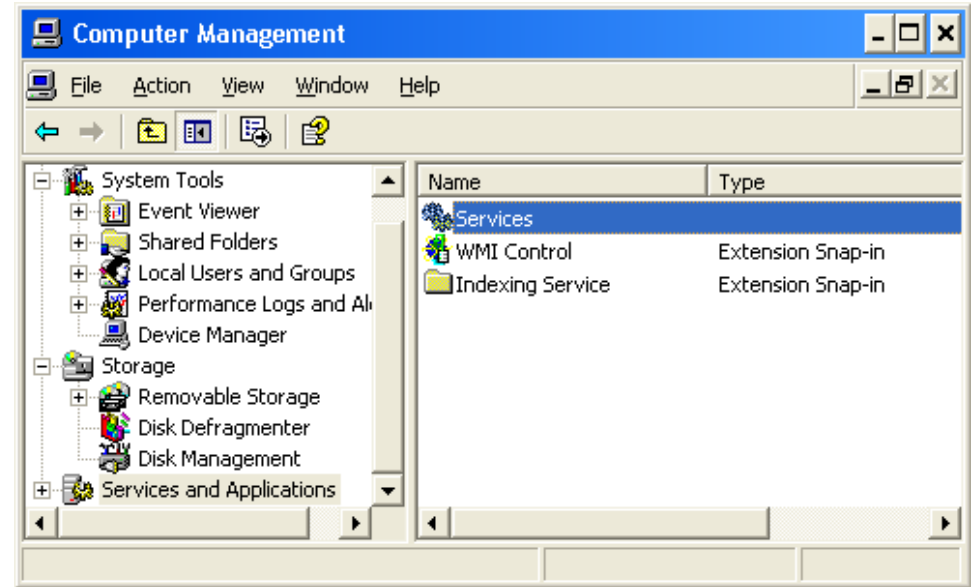 Computer Management
File Action View Window Help
System Tools
Event Viewer
Shared Folders
Local Users and Groups
Performance Logs and Al
Device Manager
Storage
Removable Storage
Disk Defragmenter
Disk Management
Services and Applications
Name Type
Services
WMI Control Extension Snap-in
Indexing Service Extension Snap-in